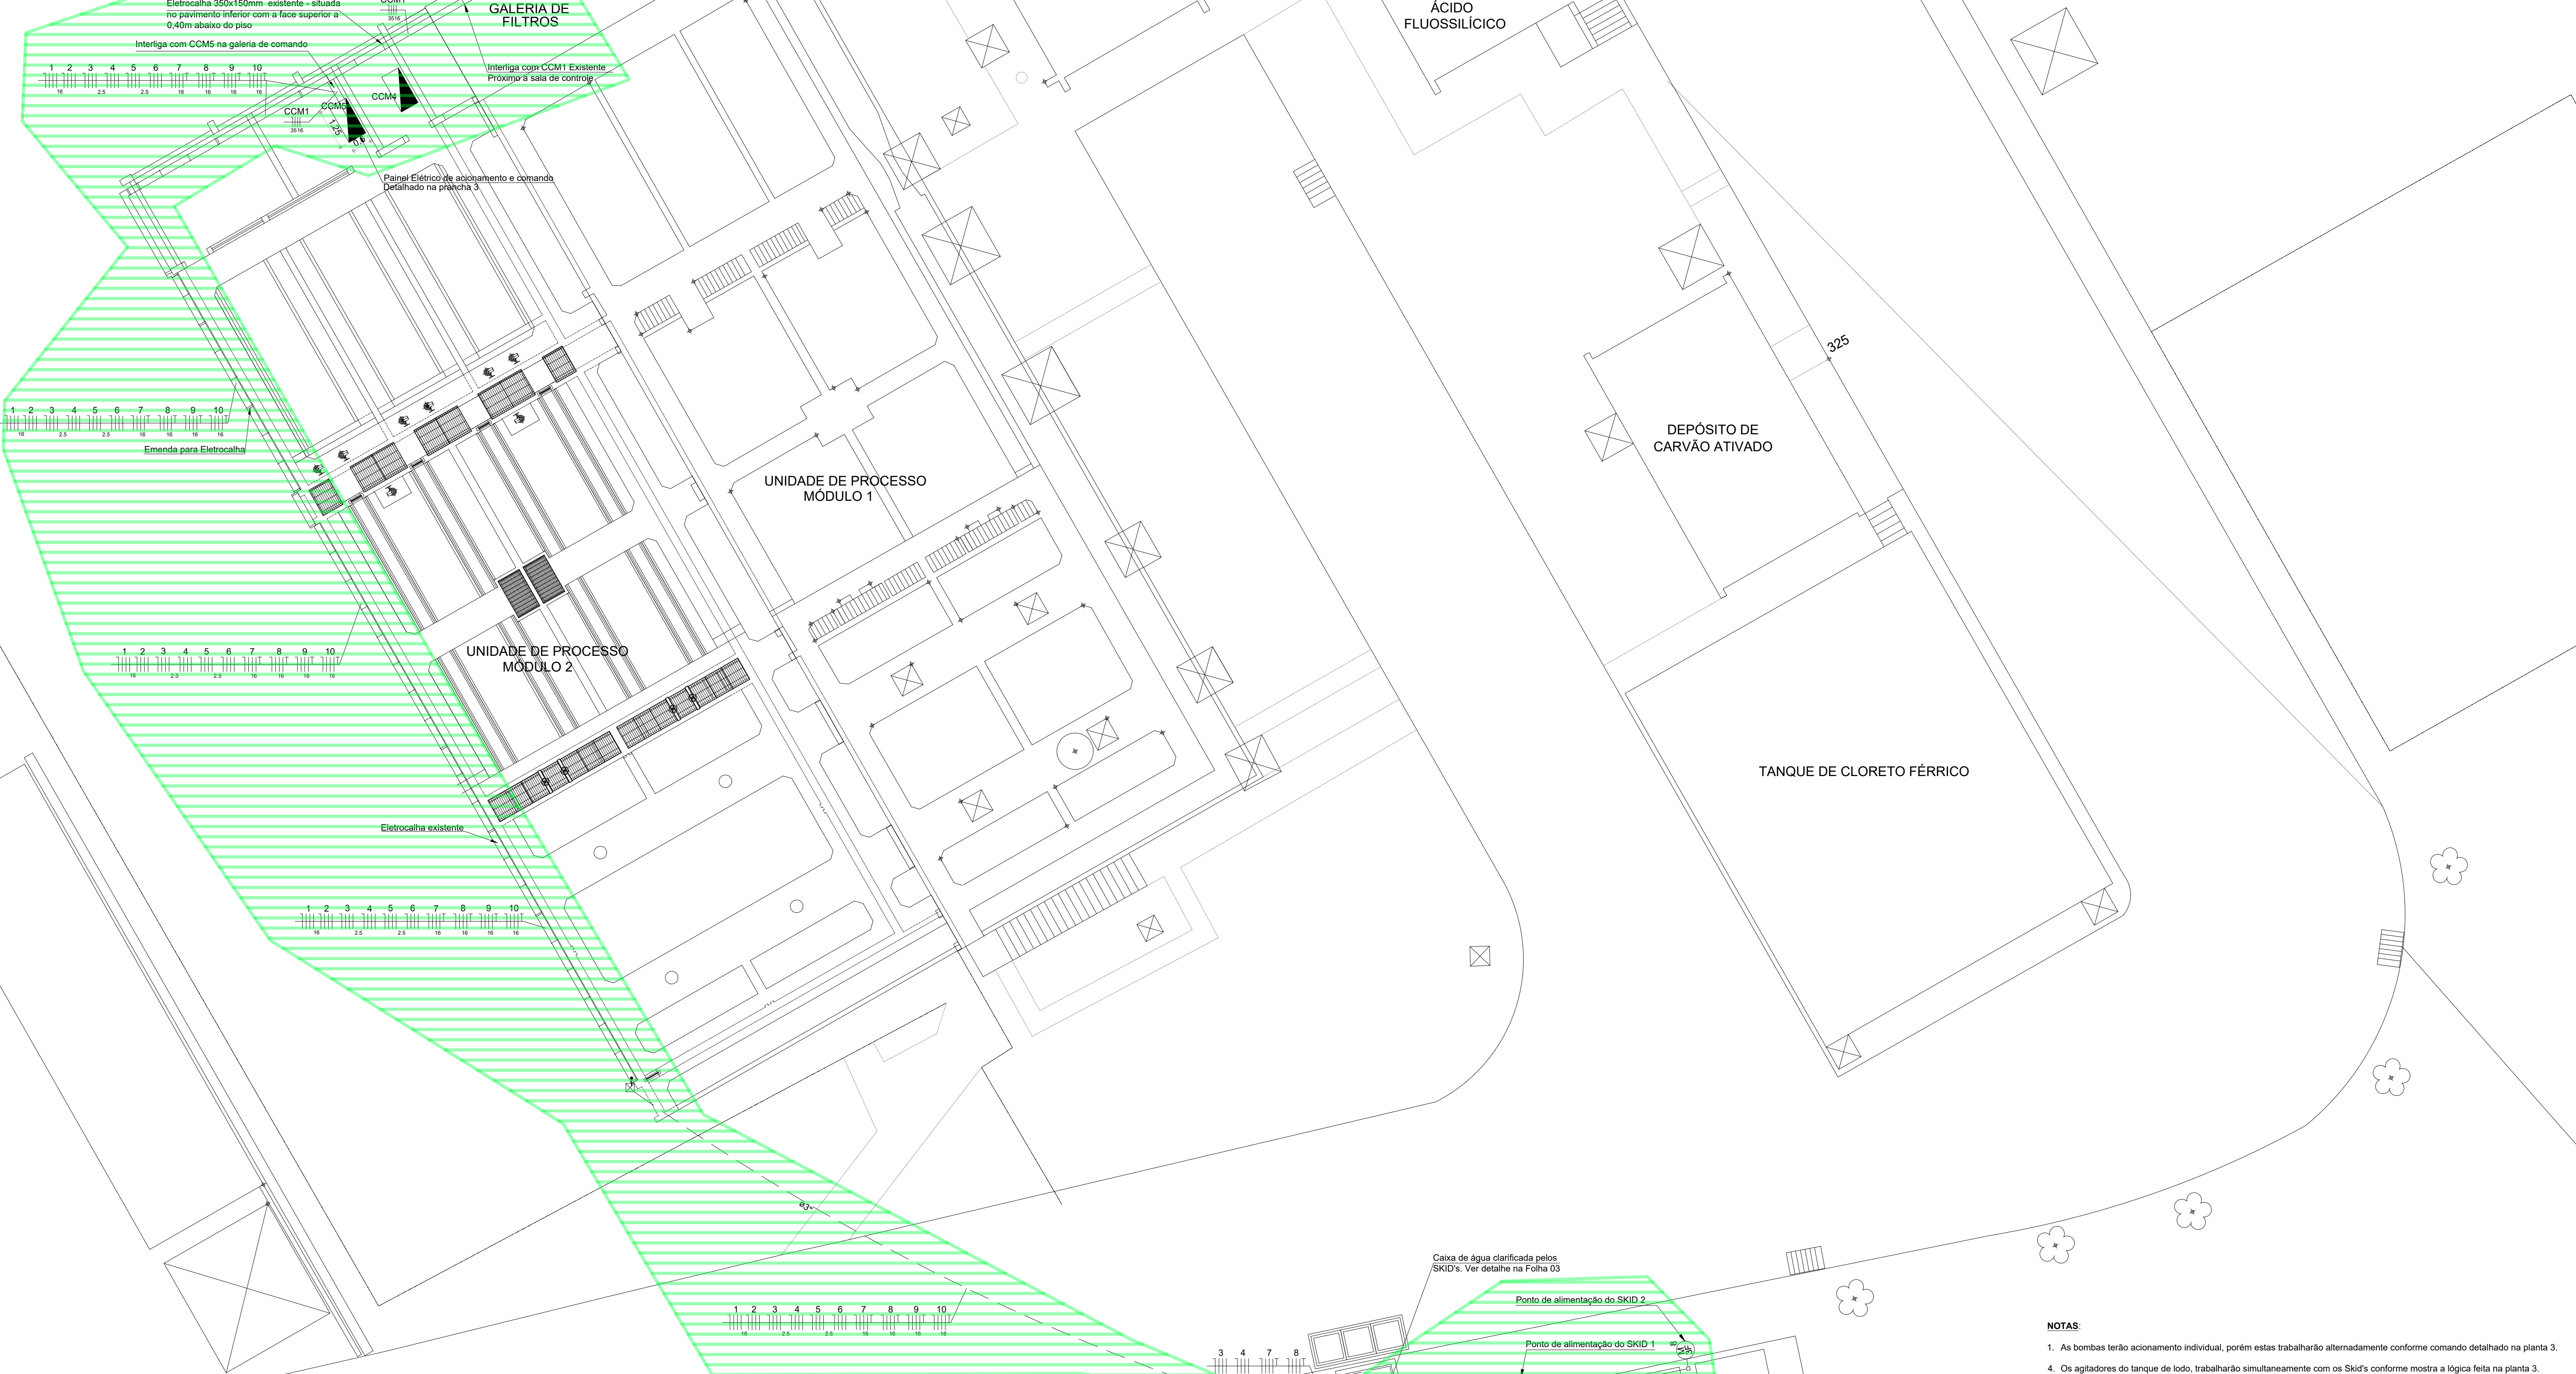 Eletrocalha 350x150mm existente - situada
no pavimento inferior com a face superior a
0,40m abaixo do piso
Interliga com CCM5 na galeria de comando
GALERIA DE
FILTROS
3516
Interliga com CCM1 Existente
Próximo a sala de controle
1 2 3 4 5 6 7 8 9 10
16 2.5 2.5 16 16 16 16
CCM1
3516
CCM5
CCM4
125
Painel Elétrico de acionamento e comando
Detalhado na prancha 3
ÁCIDO
FLUOSSILÍCICO
325
1 2 3 4 5 6 7 8 9 10
16 2.5 2.5 16 16 16 16
Emenda para Eletrocalha
DEPÓSITO DE
CARVÃO ATIVADO
UNIDADE DE PROCESSO
MÓDULO 1
1 2 3 4 5 6 7 8 9 10
16 2.5 2.5 16 16 16 16
UNIDADE DE PROCESSO
MÓDULO 2
TANQUE DE CLORETO FÉRRICO
Eletrocalha existente
1 2 3 4 5 6 7 8 9 10
16 2.5 2.5 16 16 16 16
Caixa de água clarificada pelos
SKID's. Ver detalhe na Folha 03
Ponto de alimentação do SKID 2
1 2 3 4 5 6 7 8 9 10
16 2.5 2.5 16 16 16 16
Ponto de alimentação do SKID 1
8
3 4 7 8
NOTAS:
1. As bombas terão acionamento individual, porém estas trabalharão alternadamente conforme comando detalhado na planta 3.
4. Os agitadores do tanque de lodo, trabalharão simultaneamente com os Skid's conforme mostra a lógica feita na planta 3.